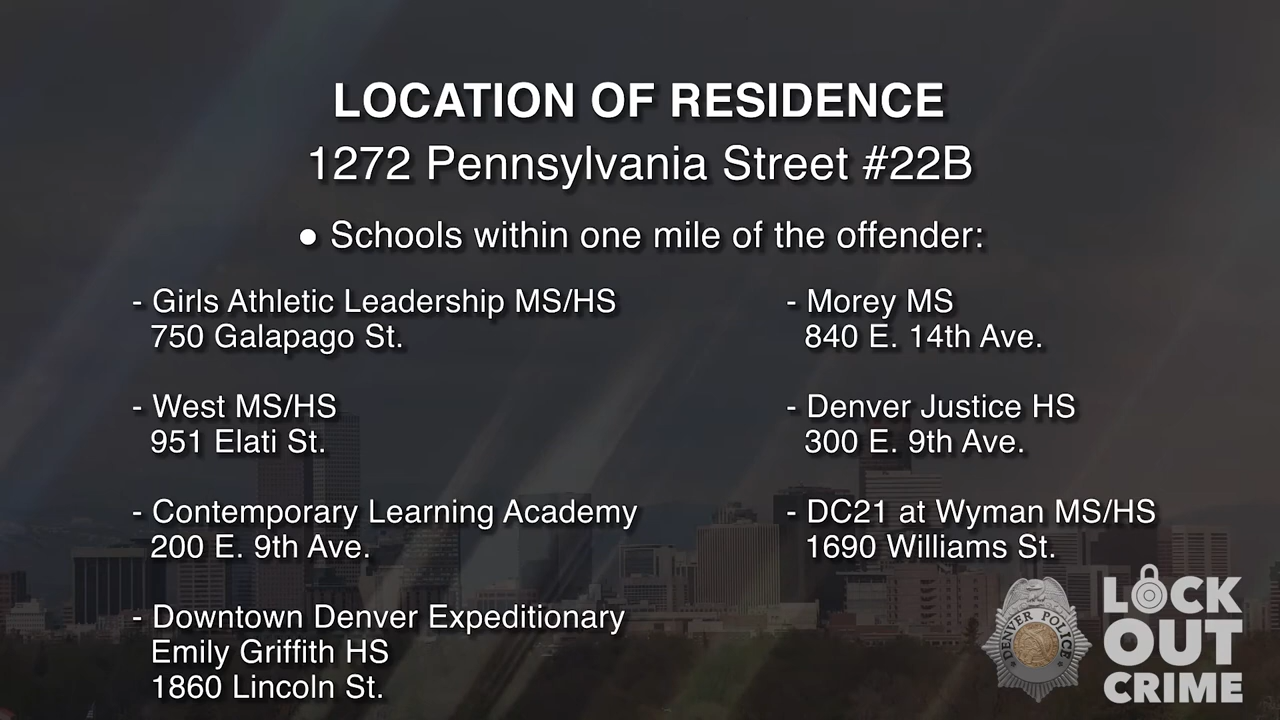 LOCATION OF RESIDENCE
1272 Pennsylvania Street #22B
● Schools within one mile of the offender:
- Girls Athletic Leadership MS/HS
750 Galapago St.
- West MS/HS
951 Elati St.
- Contemporary Learning Academy
200 E. 9th Ave.
- Downtown Denver Expeditionary
Emily Griffith HS
1860 Lincoln St.
- Morey MS
840 E. 14th Ave.
- Denver Justice HS
300 E. 9th Ave.
- DC21 at Wyman MS/HS
1690 Williams St.
DENVER POLICE
LOCK
OUT
CRIME